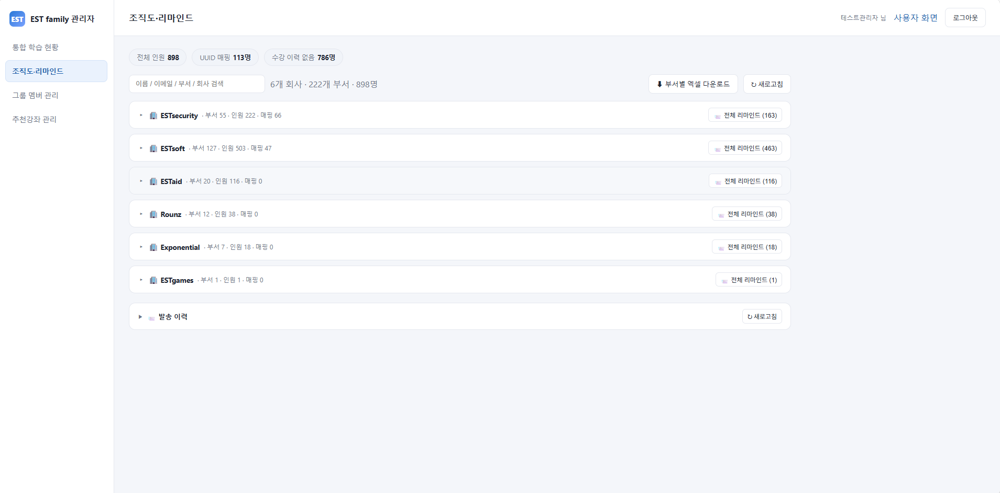 EST EST family 관리자
통합 학습 현황
조직도·리마인드
그룹 멤버 관리
추천강좌 관리
조직도·리마인드
테스트관리자 님 사용자 화면 로그아웃
전체 인원 898 UUID 매핑 113명 수강 이력 없음 786명
이름 / 이메일 / 부서 / 회사 검색 6개 회사 · 222개 부서 · 898명 ⬇ 부서별 엑셀 다운로드 ↻ 새로고침
▸ ESTsecurity · 부서 55 · 인원 222 · 매핑 66 전체 리마인드 (163)
▸ ESTsoft · 부서 127 · 인원 503 · 매핑 47 전체 리마인드 (463)
▸ ESTaid · 부서 20 · 인원 116 · 매핑 0 전체 리마인드 (116)
▸ Rounz · 부서 12 · 인원 38 · 매핑 0 전체 리마인드 (38)
▸ Exponential · 부서 7 · 인원 18 · 매핑 0 전체 리마인드 (18)
▸ ESTgames · 부서 1 · 인원 1 · 매핑 0 전체 리마인드 (1)
▶ 발송 이력 ↻ 새로고침